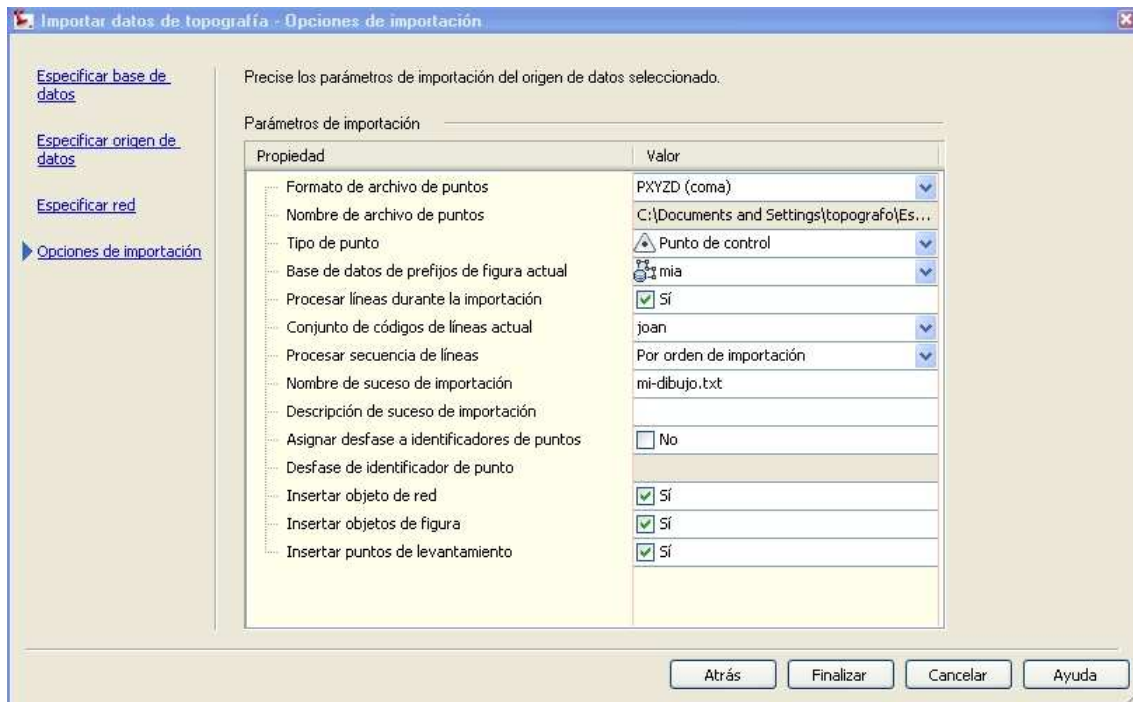 Importar datos de topografía - Opciones de importación
Especificar base de
datos
Especificar origen de
datos
Especificar red
Opciones de importación
Precise los parámetros de importación del origen de datos seleccionado.
Parámetros de importación
Propiedad Valor
Formato de archivo de puntos PXYZD (coma)
Nombre de archivo de puntos C:\Documents and Settings\topografo\Es...
Tipo de punto Punto de control
Base de datos de prefijos de figura actual mia
Procesar líneas durante la importación Sí
Conjunto de códigos de líneas actual joan
Procesar secuencia de líneas Por orden de importación
Nombre de suceso de importación mi-dibujo.txt
Descripción de suceso de importación
Asignar desfase a identificadores de puntos No
Desfase de identificador de punto
Insertar objeto de red Sí
Insertar objetos de figura Sí
Insertar puntos de levantamiento Sí
Atrás Finalizar Cancelar Ayuda